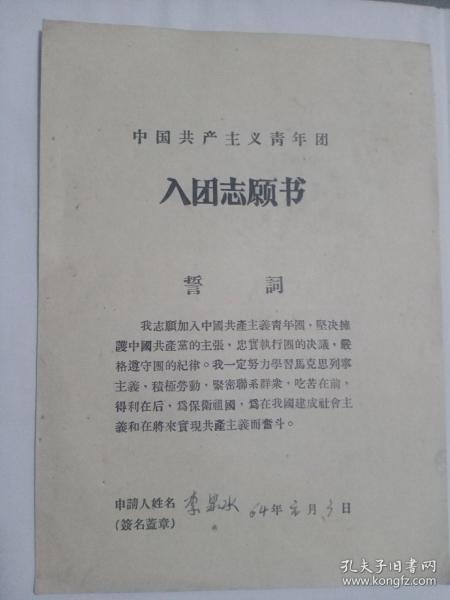 中国共产主义青年团
入团志愿书
誓 詞
我志願加入中國共產主義青年團，堅决擁
護中國共產黨的主張，忠實執行團的决議，嚴
格遵守團的紀律。我一定努力學習馬克思列寧
主義，積極勞動，緊密聯系群衆，吃苦在前，
得利在后，爲保衛祖國，爲在我國建成社會主
義和在將來實現共產主義而奮斗。
申請人姓名 李 64年 月 日
(簽名蓋章)
孔夫子旧书网
www.kongfz.com